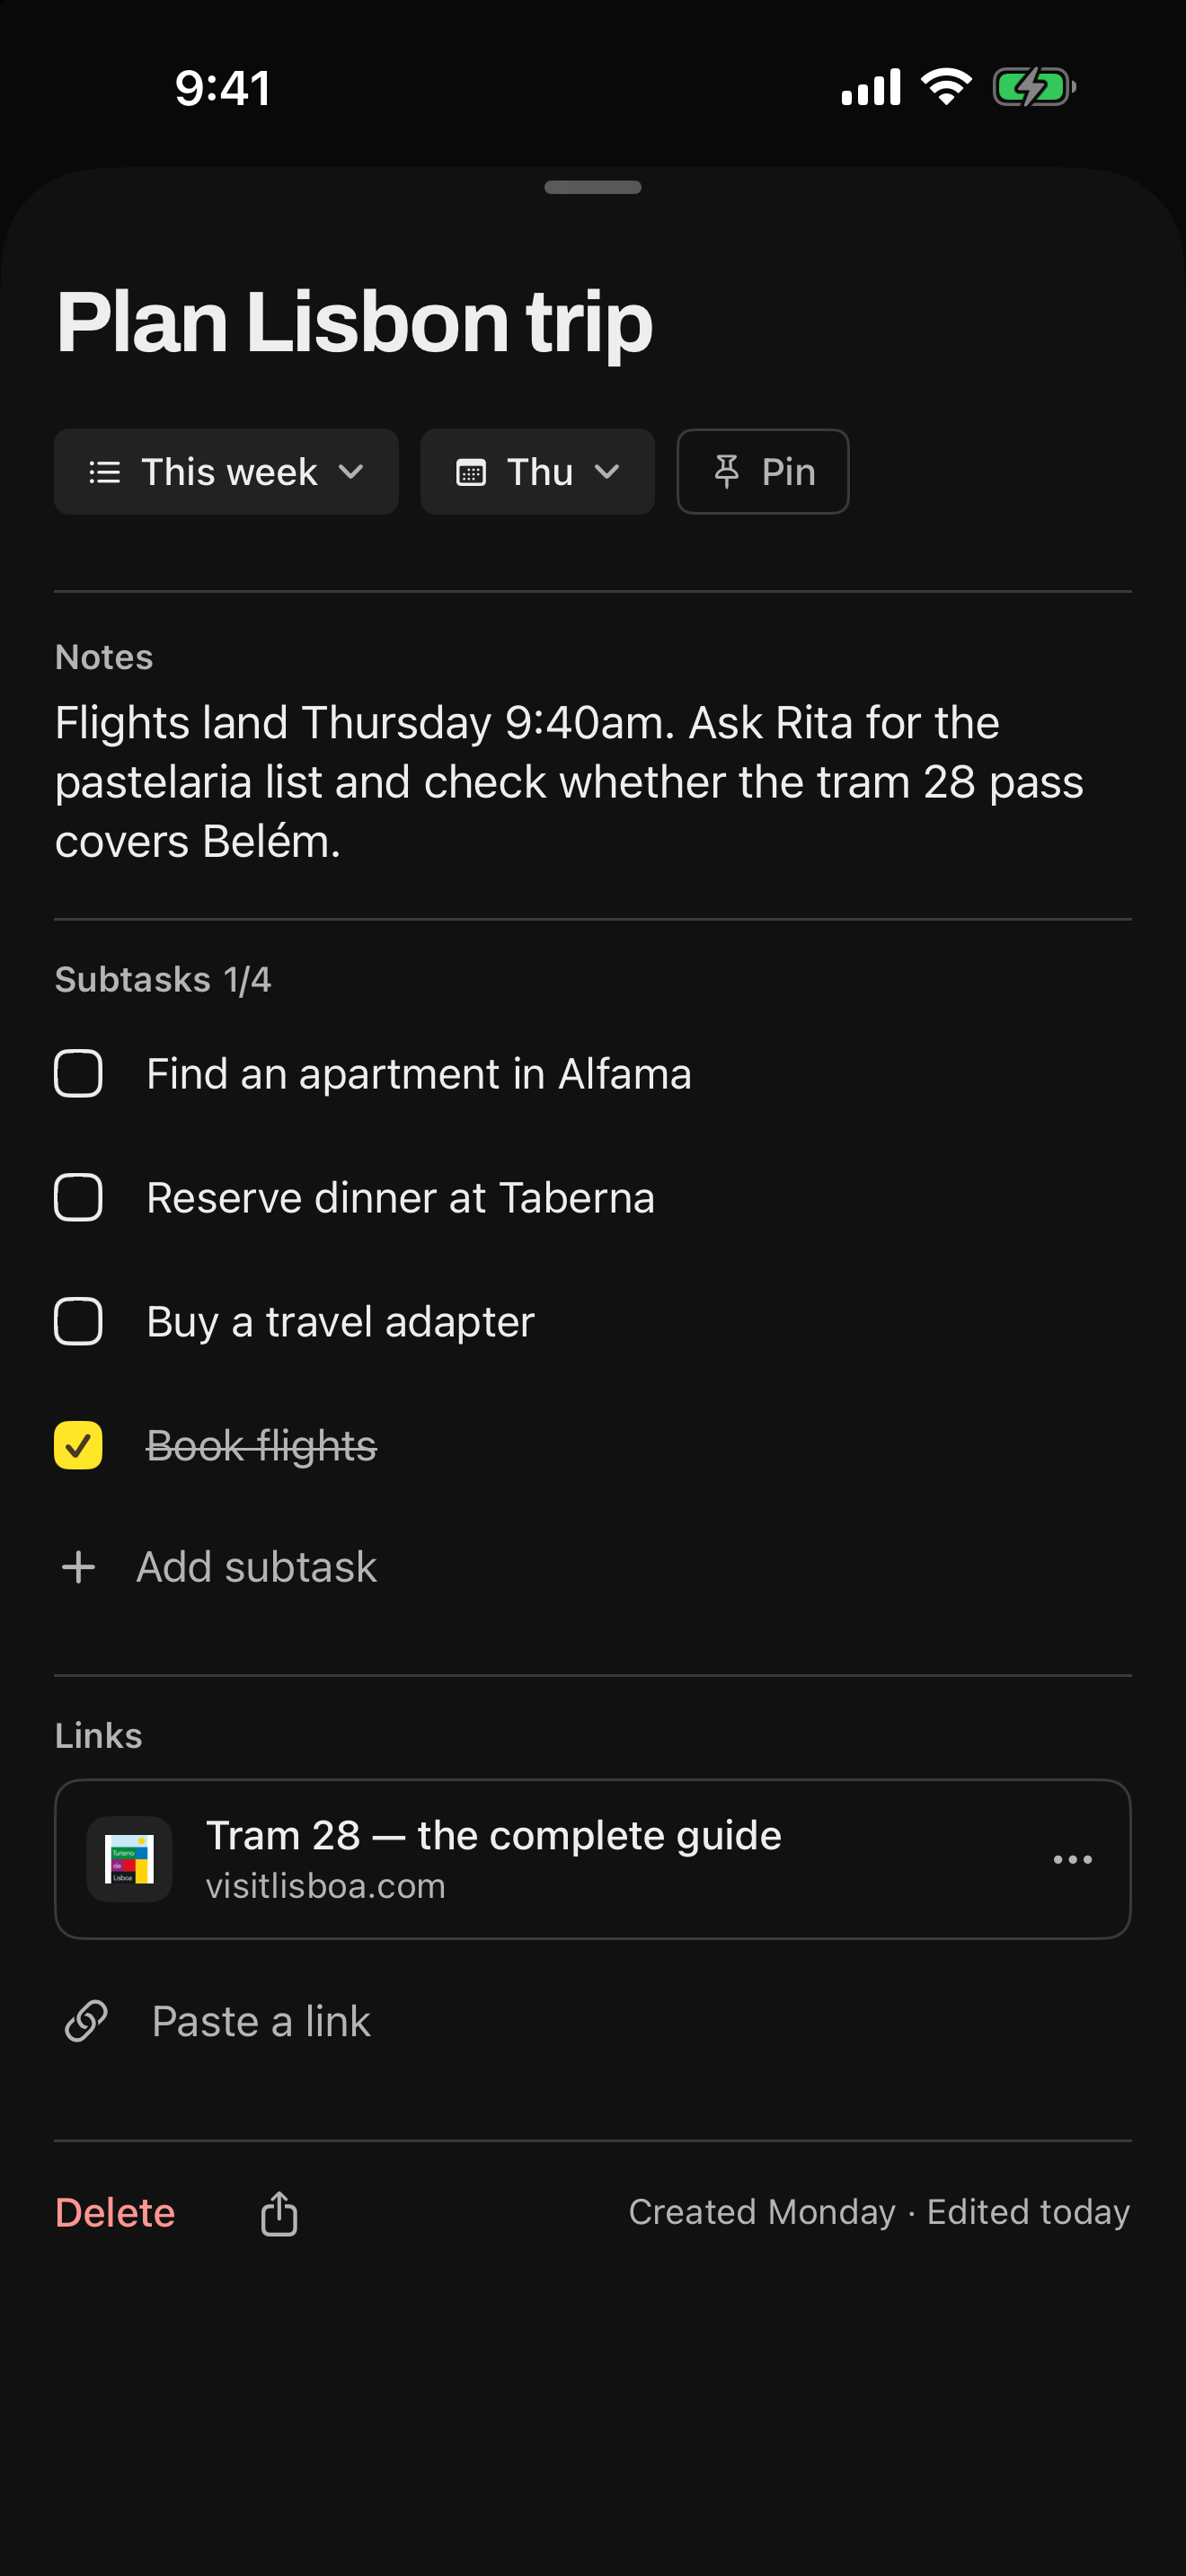 9:41
Plan Lisbon trip
This week
Thu
Pin
Notes
Flights land Thursday 9:40am. Ask Rita for the
pastelaria list and check whether the tram 28 pass
covers Belém.
Subtasks 1/4
Find an apartment in Alfama
Reserve dinner at Taberna
Buy a travel adapter
Book flights
Add subtask
Links
Turismo
de
Lisboa
Tram 28 — the complete guide
visitlisboa.com
Paste a link
Delete
Created Monday · Edited today